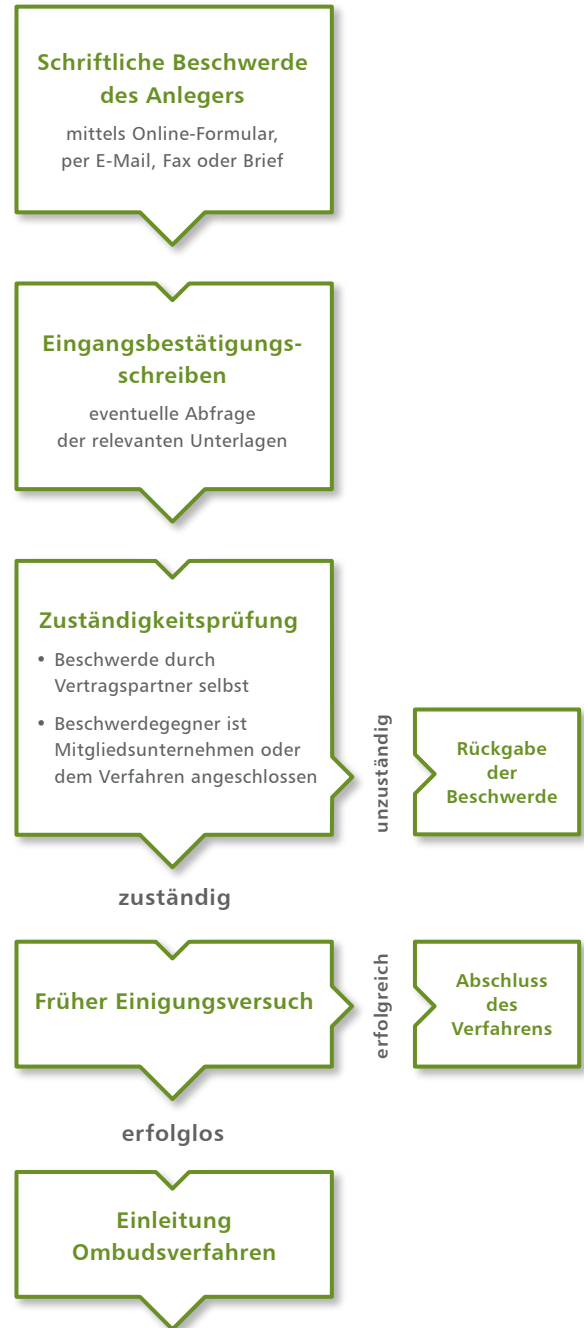 Schriftliche Beschwerde
des Anlegers
mittels Online-Formular,
per E-Mail, Fax oder Brief
Eingangsbestätigungs-
schreiben
eventuelle Abfrage
der relevanten Unterlagen
Zuständigkeitsprüfung
• Beschwerde durch
Vertragspartner selbst
• Beschwerdegegner ist
Mitgliedsunternehmen oder
dem Verfahren angeschlossen
unzuständig
Rückgabe
der
Beschwerde
zuständig
Früher Einigungsversuch
erfolgreich
Abschluss
des
Verfahrens
erfolglos
Einleitung
Ombudsverfahren